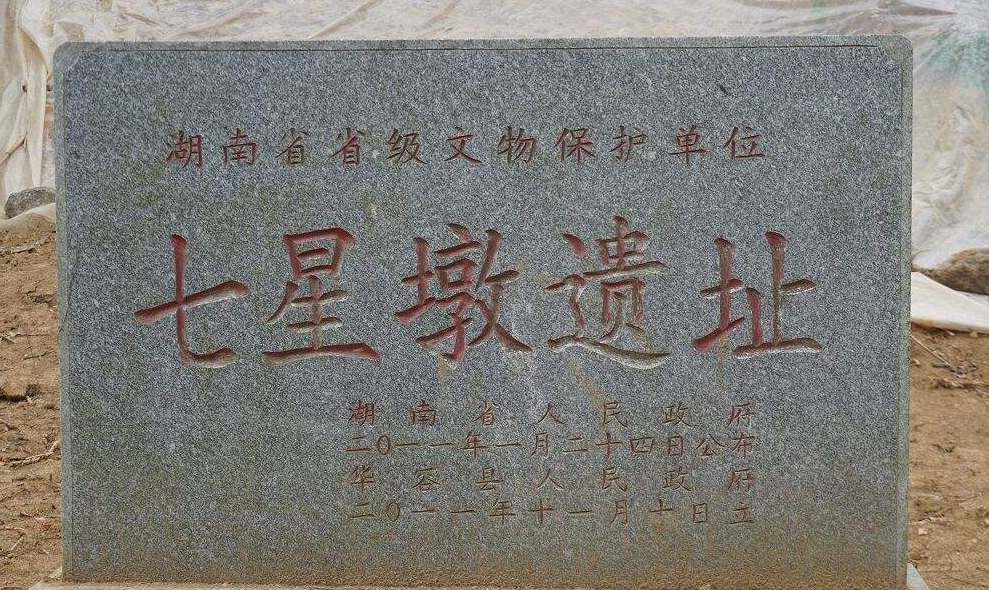 湖南省省级文物保护单位
七星墩遗址
湖南省人民政府
二〇一一年一月二十四日公布
华容县人民政府
二〇一一年十一月十日立